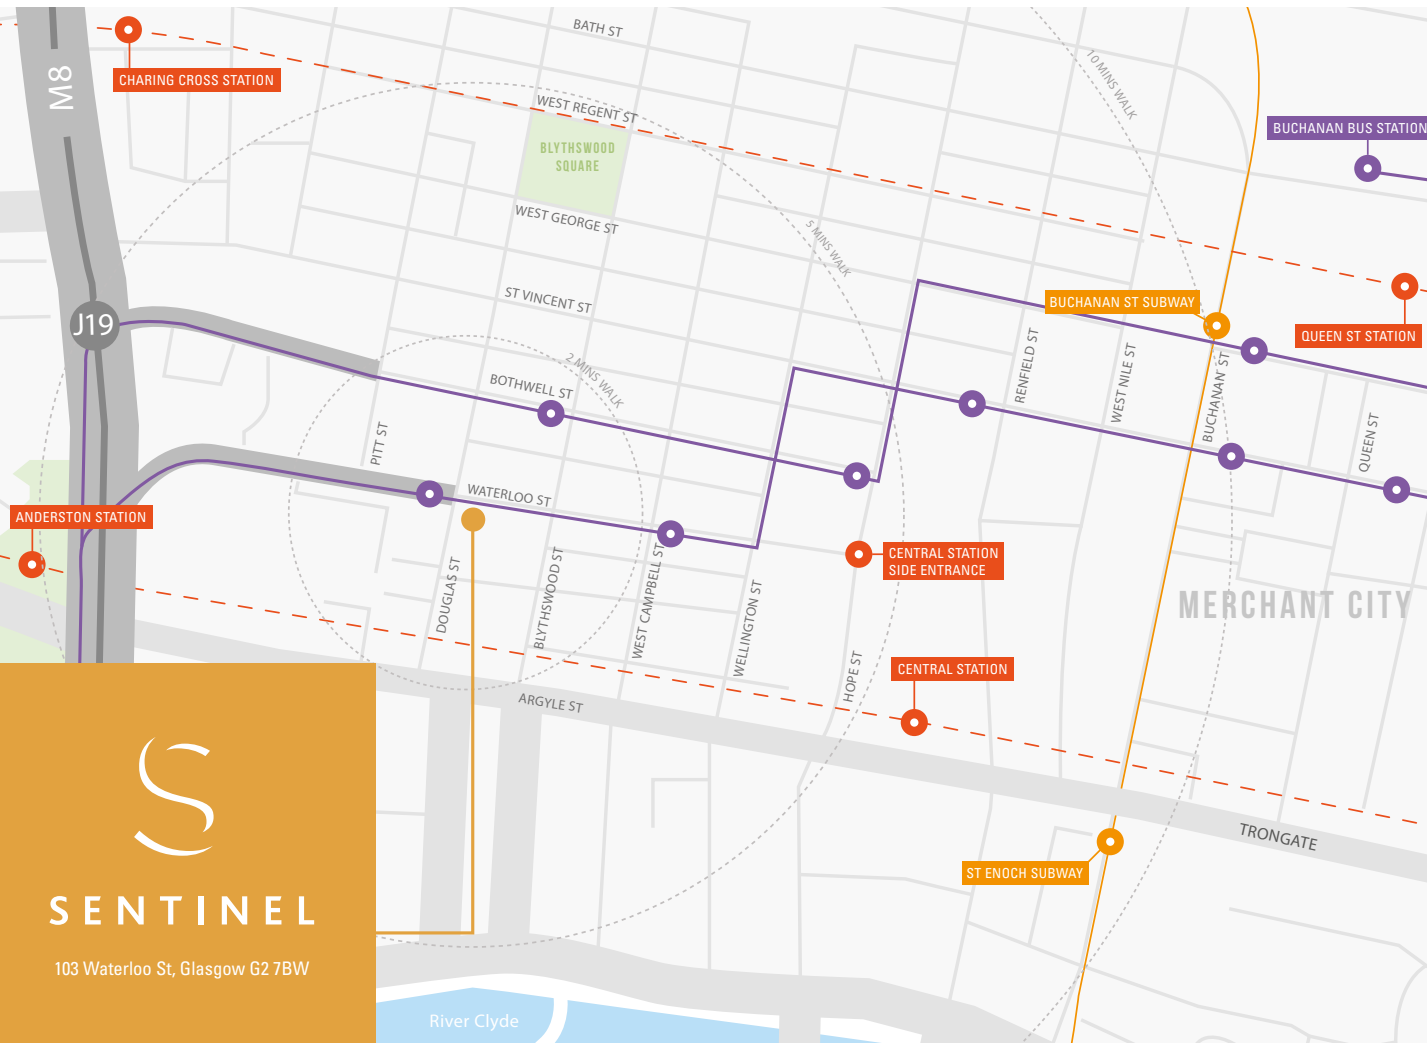 BATH ST
10 MINS WALK
M8
CHARING CROSS STATION
WEST REGENT ST
BUCHANAN BUS STATION
BLYTHSWOOD
SQUARE
WEST GEORGE ST
5 MINS WALK
ST VINCENT ST
BUCHANAN ST SUBWAY
J19
QUEEN ST STATION
RENFIELD ST
WEST NILE ST
BUCHANAN ST
2 MINS WALK
BOTHWELL ST
PITT ST
QUEEN ST
WATERLOO ST
ANDERSTON STATION
CENTRAL STATION
SIDE ENTRANCE
DOUGLAS ST
BLYTHSWOOD ST
WEST CAMPBELL ST
WELLINGTON ST
MERCHANT CITY
HOPE ST
CENTRAL STATION
ARGYLE ST
TRONGATE
ST ENOCH SUBWAY
SENTINEL
103 Waterloo St, Glasgow G2 7BW
River Clyde